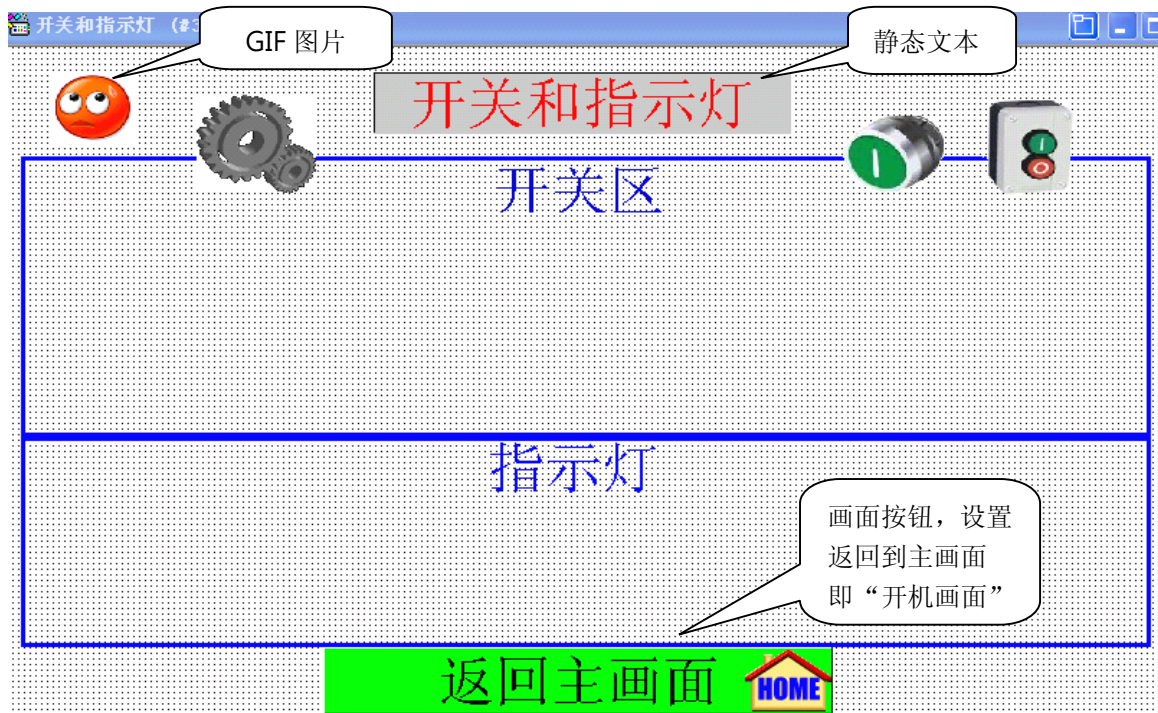 开关和指示灯 (#3
GIF 图片
静态文本
开关和指示灯
开关区
指示灯
画面按钮，设置
返回到主画面
即“开机画面”
返回主画面
HOME